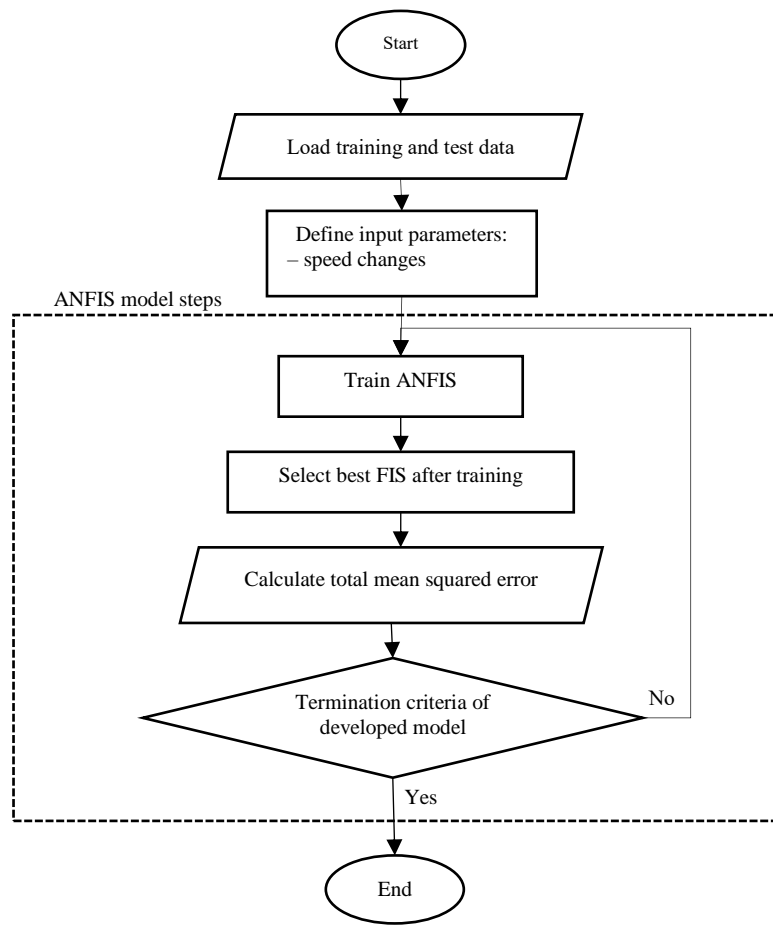 Start
Load training and test data
Define input parameters:
– speed changes
ANFIS model steps
Train ANFIS
Select best FIS after training
Calculate total mean squared error
Termination criteria of
developed model
No
Yes
End